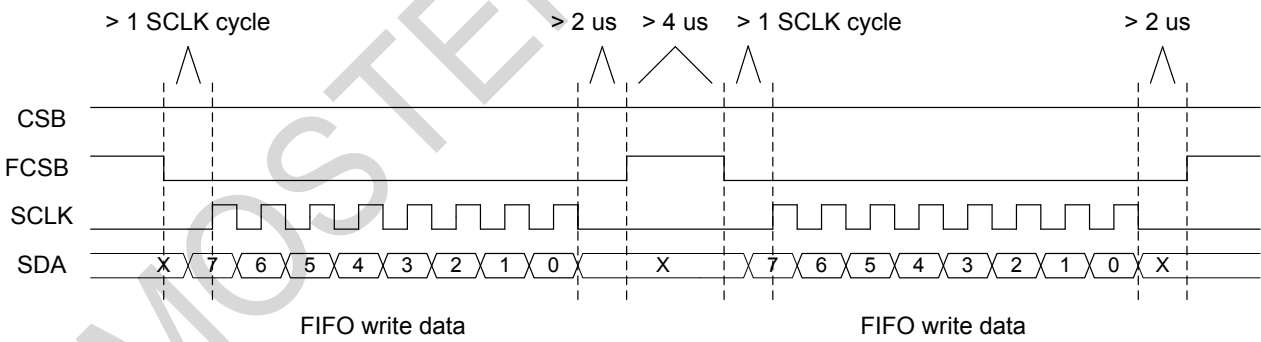 > 1 SCLK cycle > 2 us > 4 us > 1 SCLK cycle > 2 us
CSB
FCSB
SCLK
SDA X 7 6 5 4 3 2 1 0 X 7 6 5 4 3 2 1 0 X
FIFO write data FIFO write data